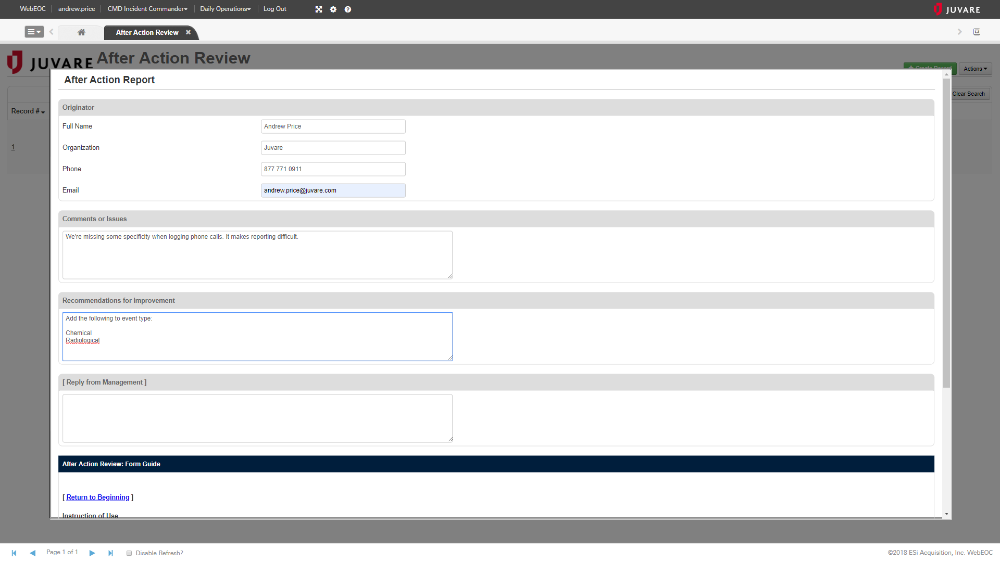 WebEOC andrew.price CMD Incident Commander Daily Operations Log Out
JUVARE
After Action Review
JUVARE After Action Review
Create Record Actions
After Action Report
Clear Search
Record #
1
Originator
Full Name Andrew Price
Organization Juvare
Phone 877 771 0911
Email andrew.price@juvare.com
Comments or Issues
We're missing some specificity when logging phone calls. It makes reporting difficult.
Recommendations for Improvement
Add the following to event type:
Chemical
Radiological
[ Reply from Management ]
After Action Review: Form Guide
[ Return to Beginning ]
Instruction of Use
Page 1 of 1 Disable Refresh?
©2018 ESi Acquisition, Inc. WebEOC